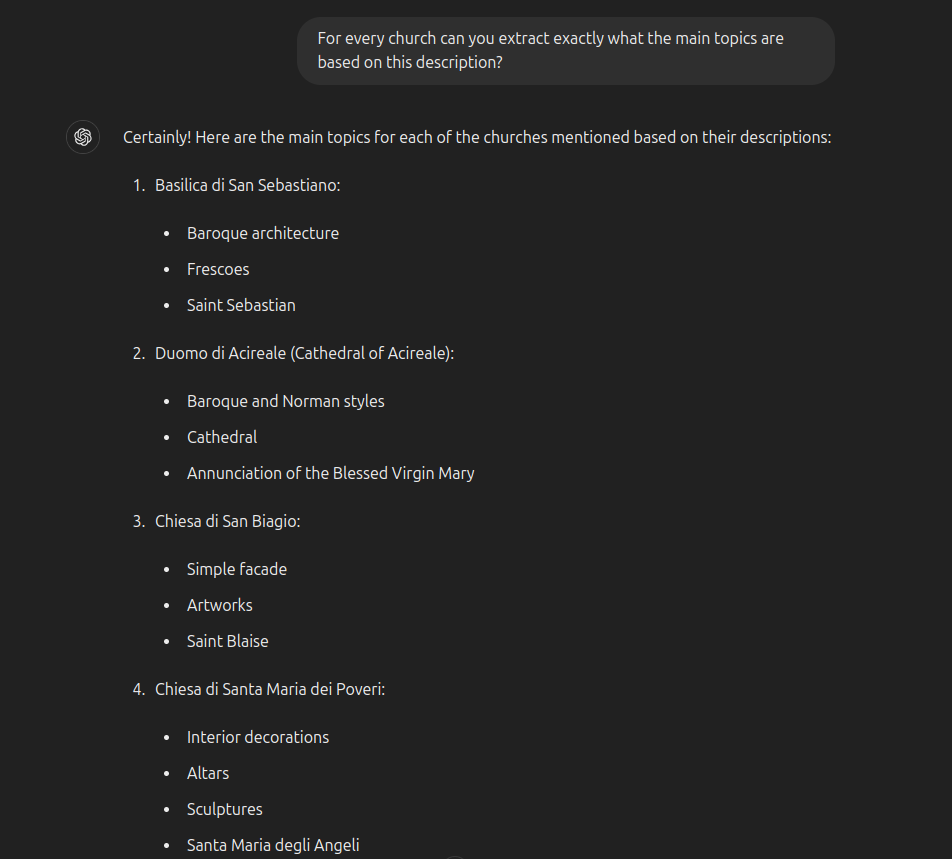 For every church can you extract exactly what the main topics are
based on this description?
Certainly! Here are the main topics for each of the churches mentioned based on their descriptions:
1. Basilica di San Sebastiano:
• Baroque architecture
• Frescoes
• Saint Sebastian
2. Duomo di Acireale (Cathedral of Acireale):
• Baroque and Norman styles
• Cathedral
• Annunciation of the Blessed Virgin Mary
3. Chiesa di San Biagio:
• Simple facade
• Artworks
• Saint Blaise
4. Chiesa di Santa Maria dei Poveri:
• Interior decorations
• Altars
• Sculptures
• Santa Maria degli Angeli